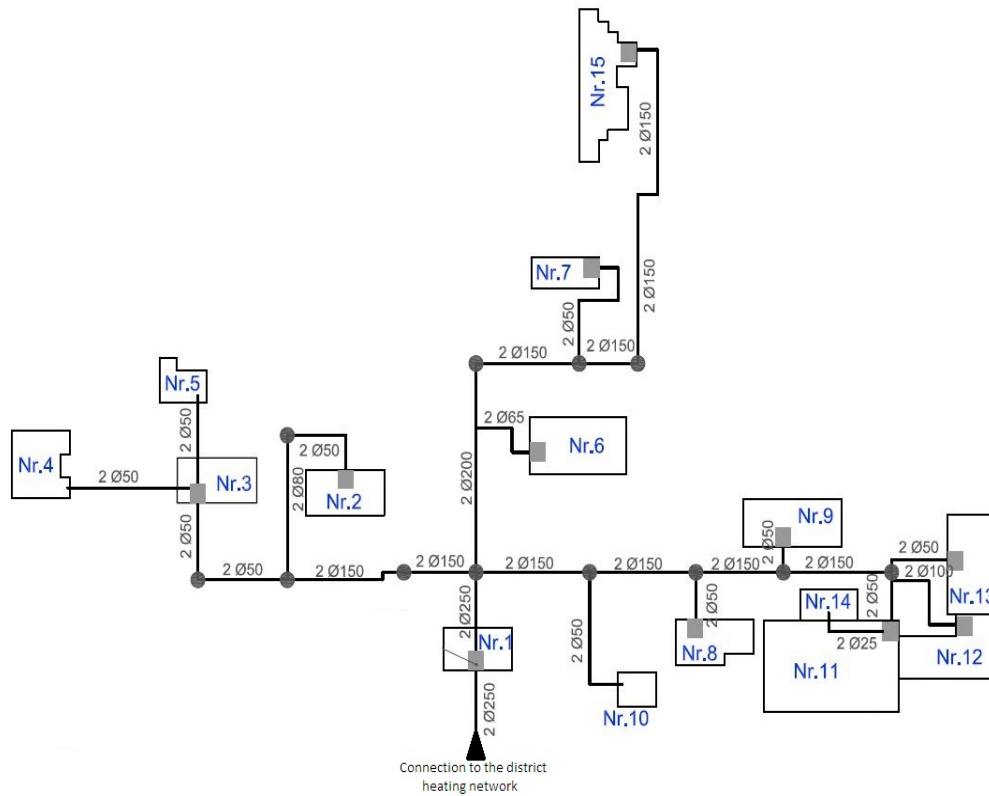 Nr.15
2 Ø150
Nr.7
2 Ø150
2 Ø50
2 Ø150
2 Ø150
Nr.5
2 Ø65
Nr.6
2 Ø50
2 Ø50
2 Ø80
Nr.4
2 Ø50
Nr.3
Nr.2
2 Ø200
Nr.9
2 Ø50
2 Ø50
2 Ø50
2 Ø50
2 Ø150
2 Ø150
2 Ø150
2 Ø150
2 Ø150
2 Ø150
2 Ø100
2 Ø50
Nr.13
2 Ø250
Nr.1
2 Ø50
2 Ø50
Nr.8
Nr.14
2 Ø25
Nr.11
Nr.12
2 Ø250
Nr.10
Connection to the district
heating network